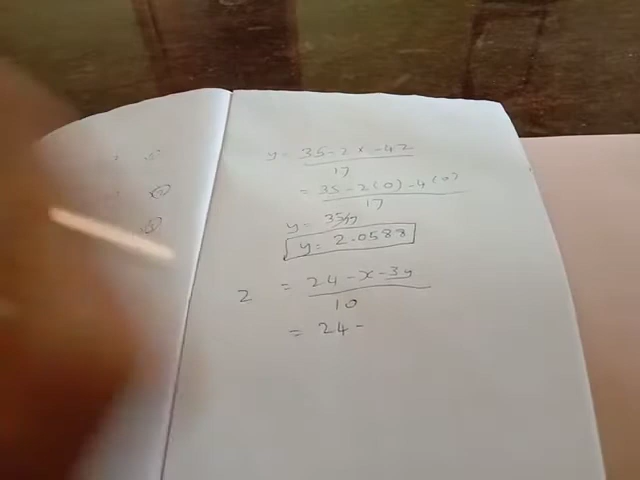 y = 35-2x-4z
17
= 35-2(0)-4(0)
17
y = 35/17
y = 2.0588
z = 24-x-3y
10
= 24-